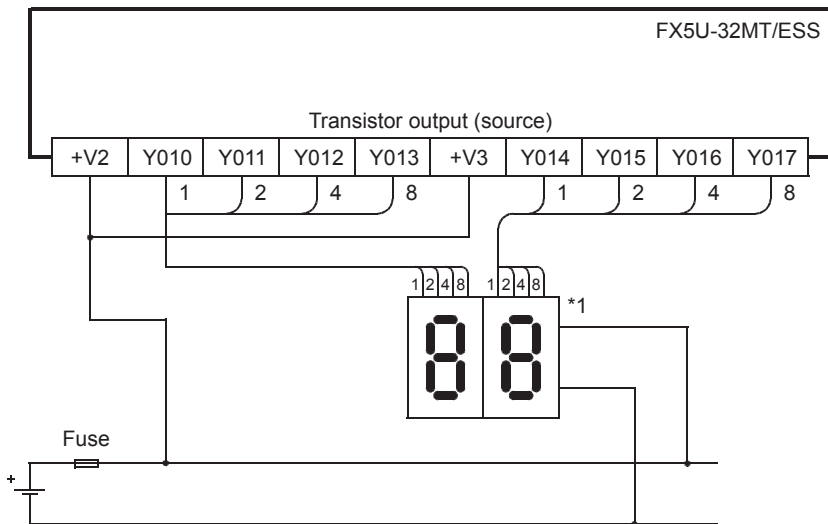 FX5U-32MT/ESS
Transistor output (source)
+V2 Y010 Y011 Y012 Y013 +V3 Y014 Y015 Y016 Y017
1 2 4 8 1 2 4 8
1 2 4 8 1 2 4 8
*1
Fuse
+